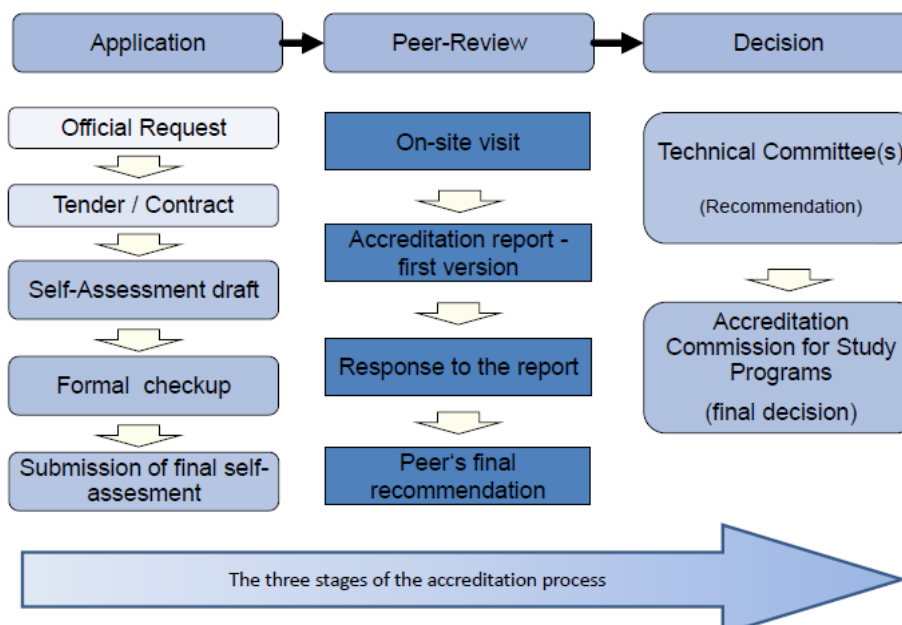 Application
Peer-Review
Decision
Official Request
Tender / Contract
Self-Assessment draft
Formal checkup
Submission of final self-
assesment
On-site visit
Accreditation report -
first version
Response to the report
Peer‘s final
recommendation
Technical Committee(s)
(Recommendation)
Accreditation
Commission for Study
Programs
(final decision)
The three stages of the accreditation process